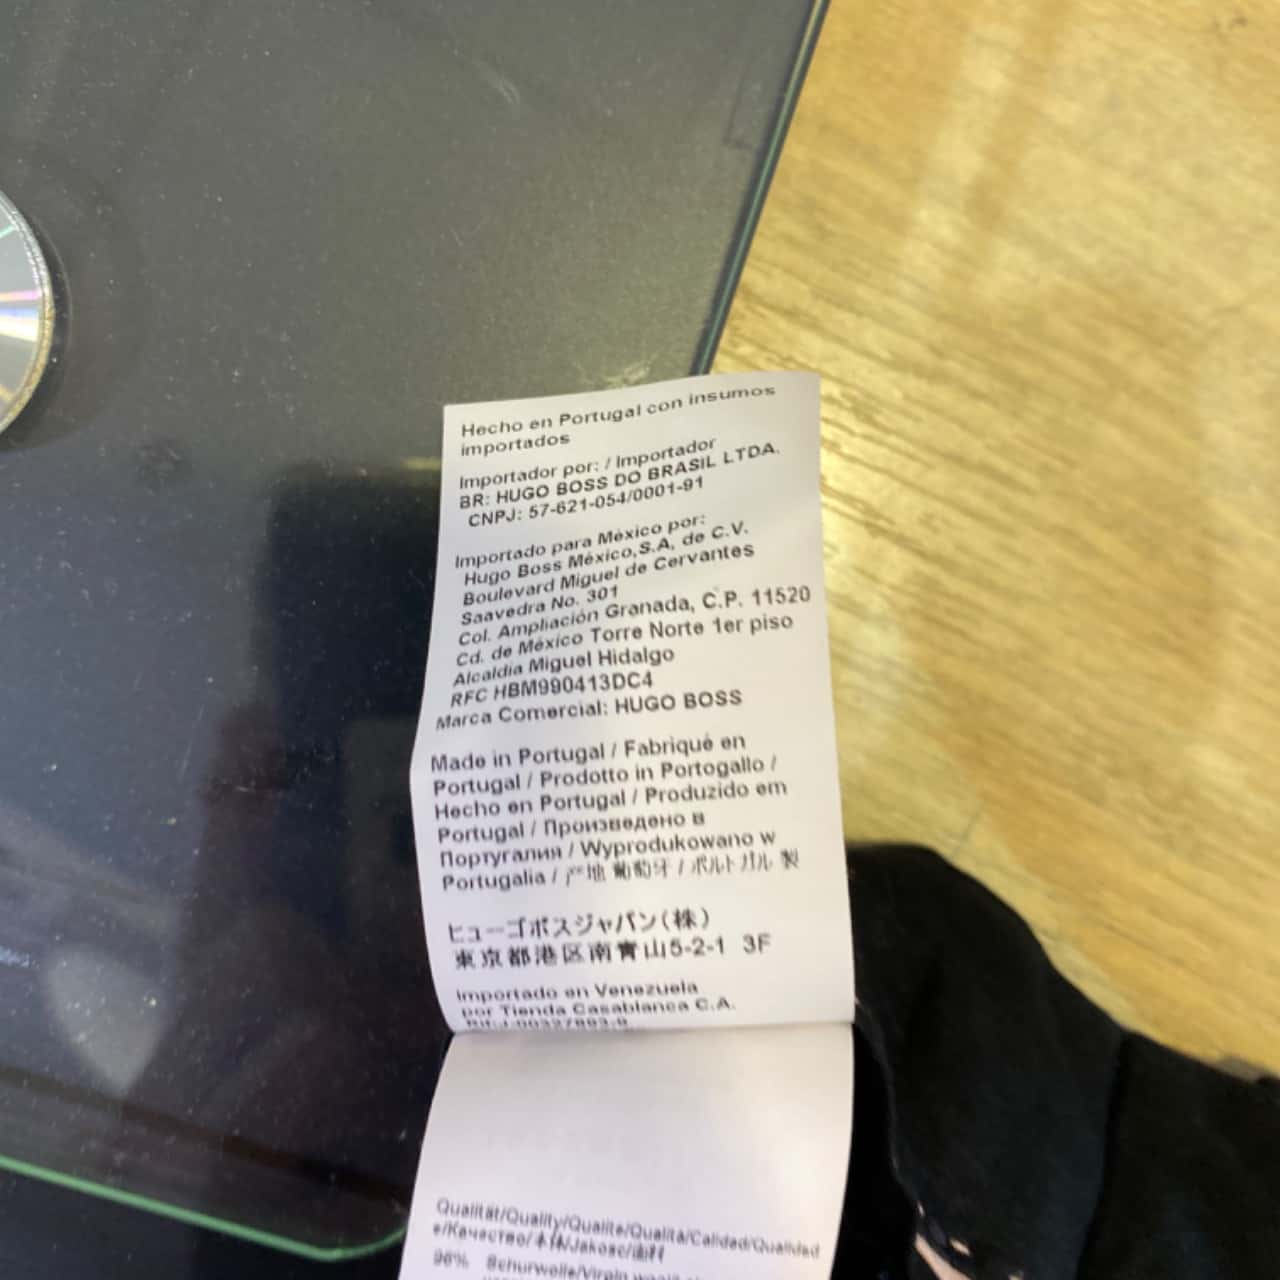 Hecho en Portugal con insumos
importados
Importador por: / Importador
BR: HUGO BOSS DO BRASIL LTDA.
CNPJ: 57-621-054/0001-91
Importado para México por:
Hugo Boss México,S.A, de C.V.
Boulevard Miguel de Cervantes
Saavedra No. 301
Col. Ampliación Granada, C.P. 11520
Cd. de México Torre Norte 1er piso
Alcaldia Miguel Hidalgo
RFC HBM990413DC4
Marca Comercial: HUGO BOSS
Made in Portugal / Fabriqué en
Portugal / Prodotto in Portogallo /
Hecho en Portugal / Produzido em
Portugal / Произведено в
Португалии / Wyprodukowano w
Portugalia / 产地 葡萄牙 / ポルトガル 製
ヒューゴボスジャパン(株)
東京都港区南青山5-2-1 3F
Importado en Venezuela
por Tienda Casablanca C.A.
Qualität/Quality/Qualite/Qualita/Calidad/Qualidad
e/Качество/本体/Jakosc/面料
96% Schurwolle/Virgin